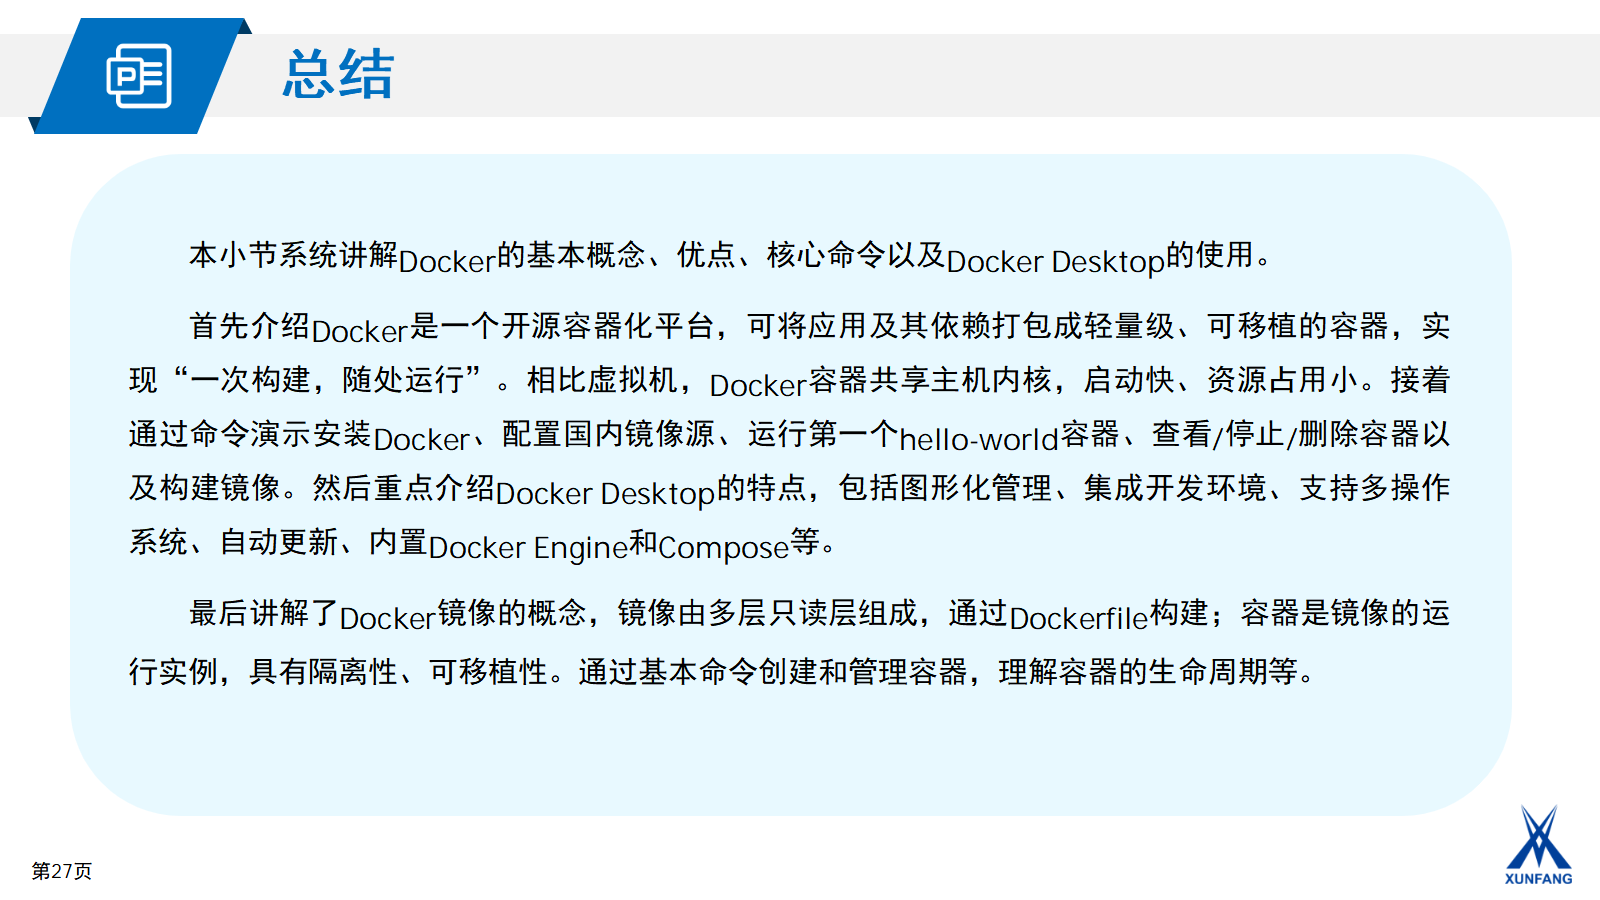 总结
本小节系统讲解Docker的基本概念、优点、核心命令以及Docker Desktop的使用。
首先介绍Docker是一个开源容器化平台，可将应用及其依赖打包成轻量级、可移植的容器，实
现“一次构建，随处运行”。相比虚拟机，Docker容器共享主机内核，启动快、资源占用小。接着
通过命令演示安装Docker、配置国内镜像源、运行第一个hello-world容器、查看/停止/删除容器以
及构建镜像。然后重点介绍Docker Desktop的特点，包括图形化管理、集成开发环境、支持多操作
系统、自动更新、内置Docker Engine和Compose等。
最后讲解了Docker镜像的概念，镜像由多层只读层组成，通过Dockerfile构建；容器是镜像的运
行实例，具有隔离性、可移植性。通过基本命令创建和管理容器，理解容器的生命周期等。
第27页
XUNFANG